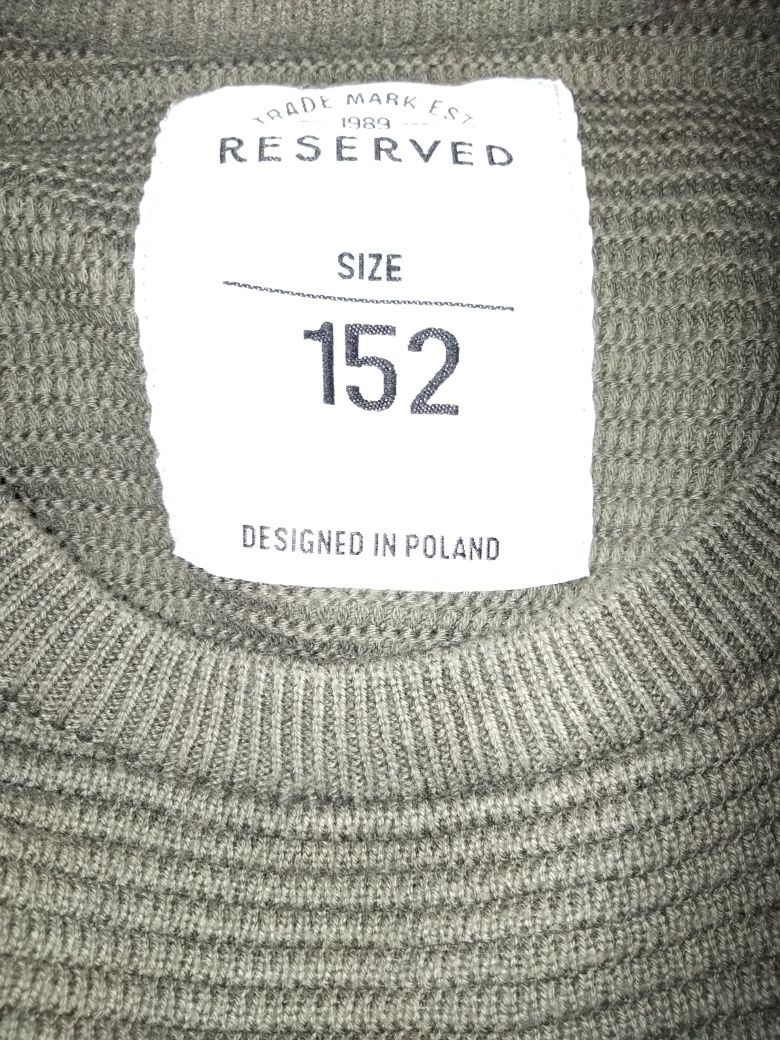 TRADE MARK EST.
1989
RESERVED
SIZE
152
DESIGNED IN POLAND